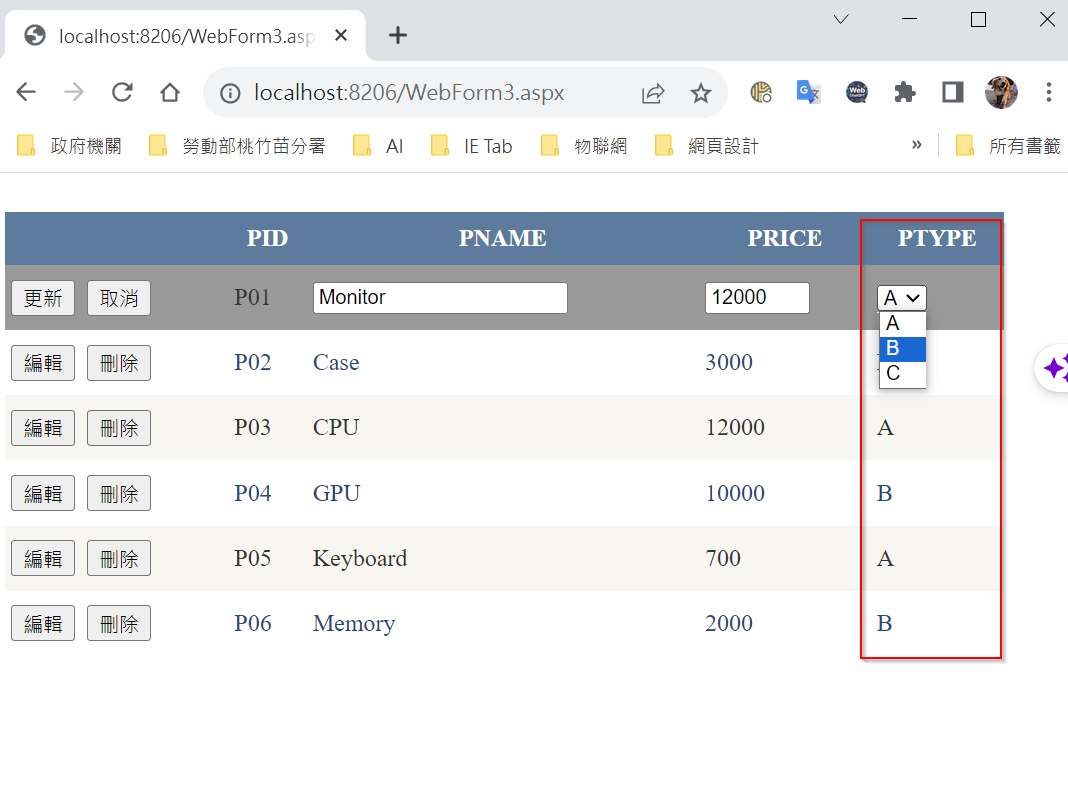 localhost:8206/WebForm3.asp
localhost:8206/WebForm3.aspx
政府機關 勞動部桃竹苗分署 AI IE Tab 物聯網 網頁設計 » 所有書籤
PID PNAME PRICE PTYPE
更新 取消 P01 Monitor 12000 A
A
編輯 刪除 P02 Case 3000 B
C
編輯 刪除 P03 CPU 12000 A
編輯 刪除 P04 GPU 10000 B
編輯 刪除 P05 Keyboard 700 A
編輯 刪除 P06 Memory 2000 B